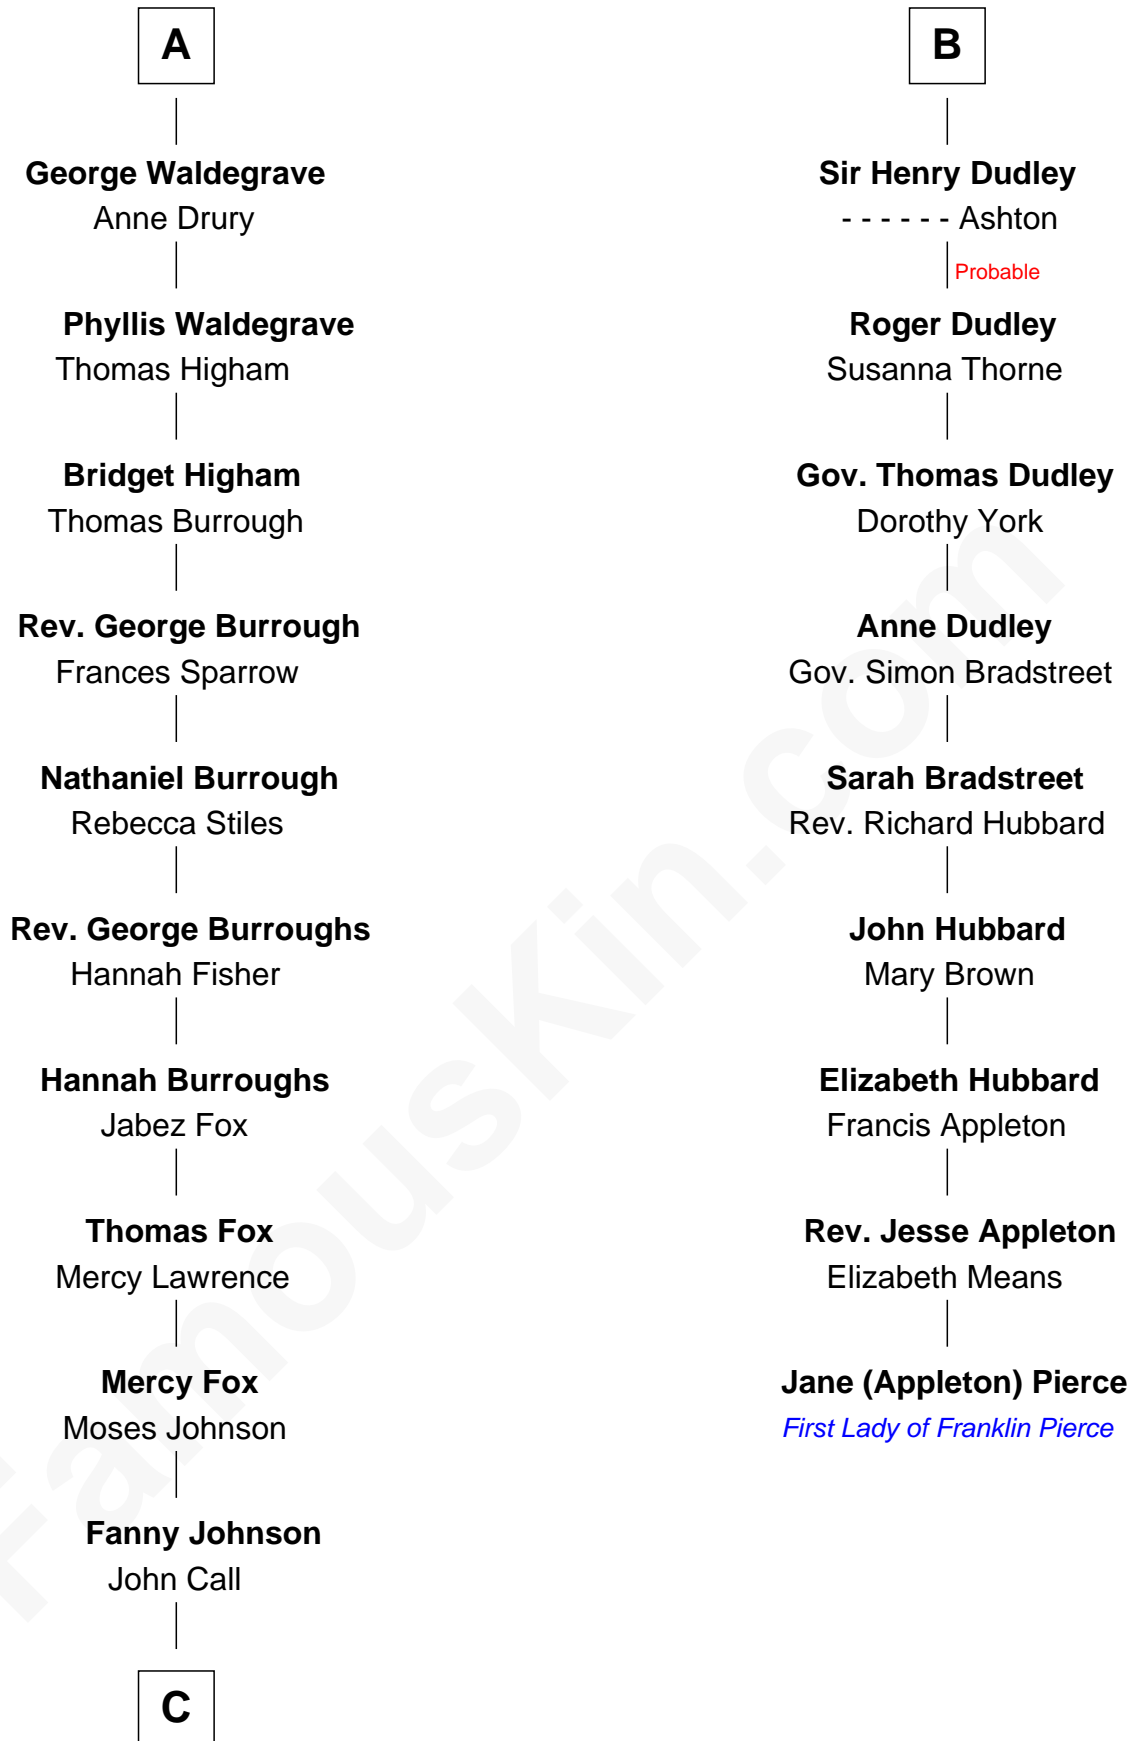 A
George Waldegrave
Anne Drury
Phyllis Waldegrave
Thomas Higham
Bridget Higham
Thomas Burrough
Rev. George Burrough
Frances Sparrow
Nathaniel Burrough
Rebecca Stiles
Rev. George Burroughs
Hannah Fisher
Hannah Burroughs
Jabez Fox
Thomas Fox
Mercy Lawrence
Mercy Fox
Moses Johnson
Fanny Johnson
John Call
C
B
Sir Henry Dudley
- - - - - - Ashton
Probable
Roger Dudley
Susanna Thorne
Gov. Thomas Dudley
Dorothy York
Anne Dudley
Gov. Simon Bradstreet
Sarah Bradstreet
Rev. Richard Hubbard
John Hubbard
Mary Brown
Elizabeth Hubbard
Francis Appleton
Rev. Jesse Appleton
Elizabeth Means
Jane (Appleton) Pierce
First Lady of Franklin Pierce
FamousKin.com